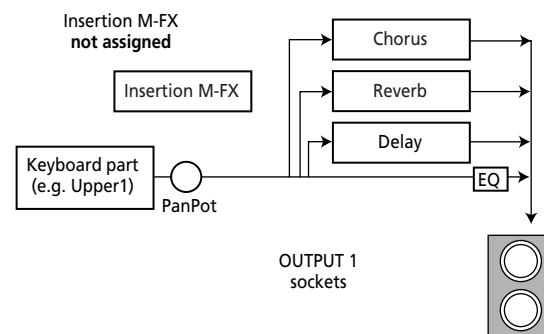 Insertion M-FX
not assigned
Chorus
Insertion M-FX
Reverb
Delay
Keyboard part
(e.g. Upper1)
EQ
PanPot
OUTPUT 1
sockets